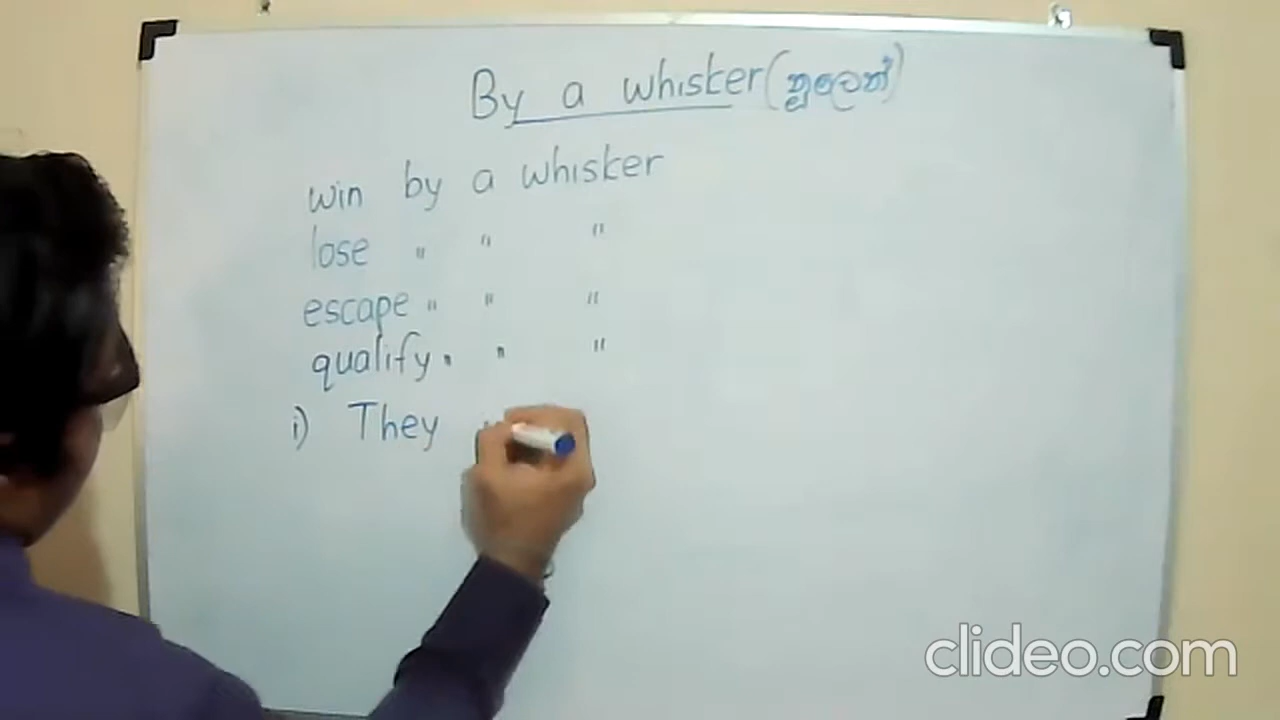 By a whisker (නූලෙන්)
win by a whisker
lose " " "
escape " " "
qualify " " "
i) They
clideo.com